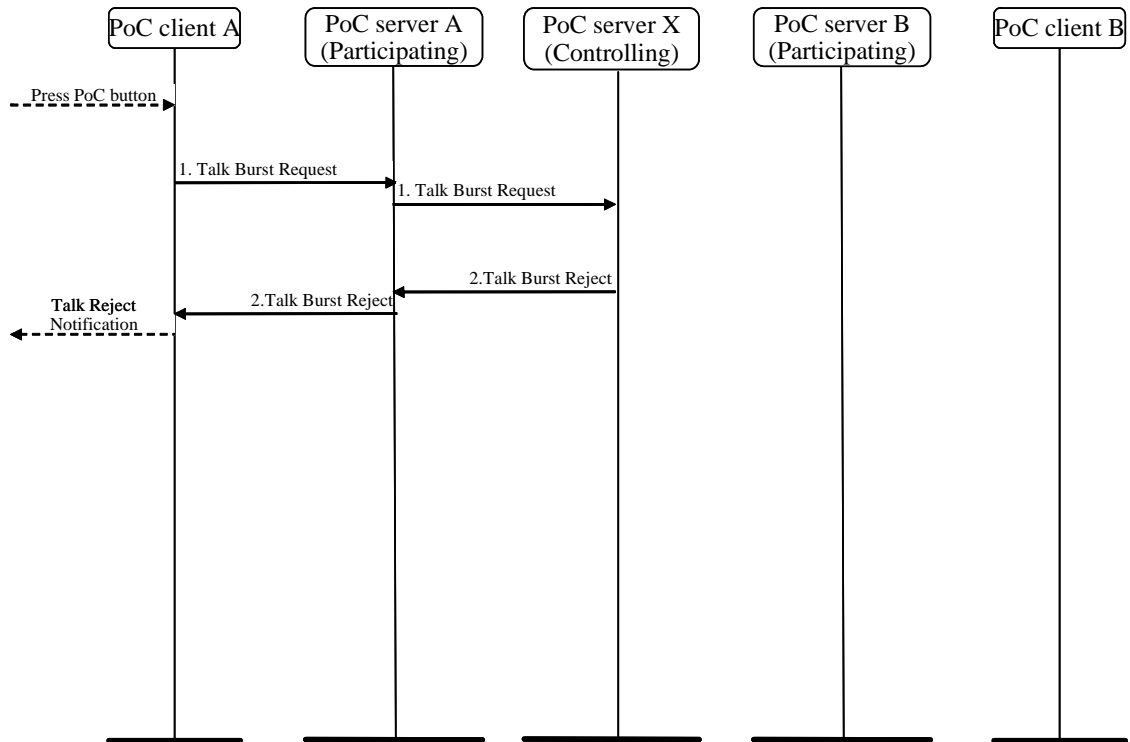 PoC client A
PoC server A
(Participating)
PoC server X
(Controlling)
PoC server B
(Participating)
PoC client B
Press PoC button
1. Talk Burst Request
1. Talk Burst Request
2.Talk Burst Reject
2.Talk Burst Reject
Talk Reject
Notification